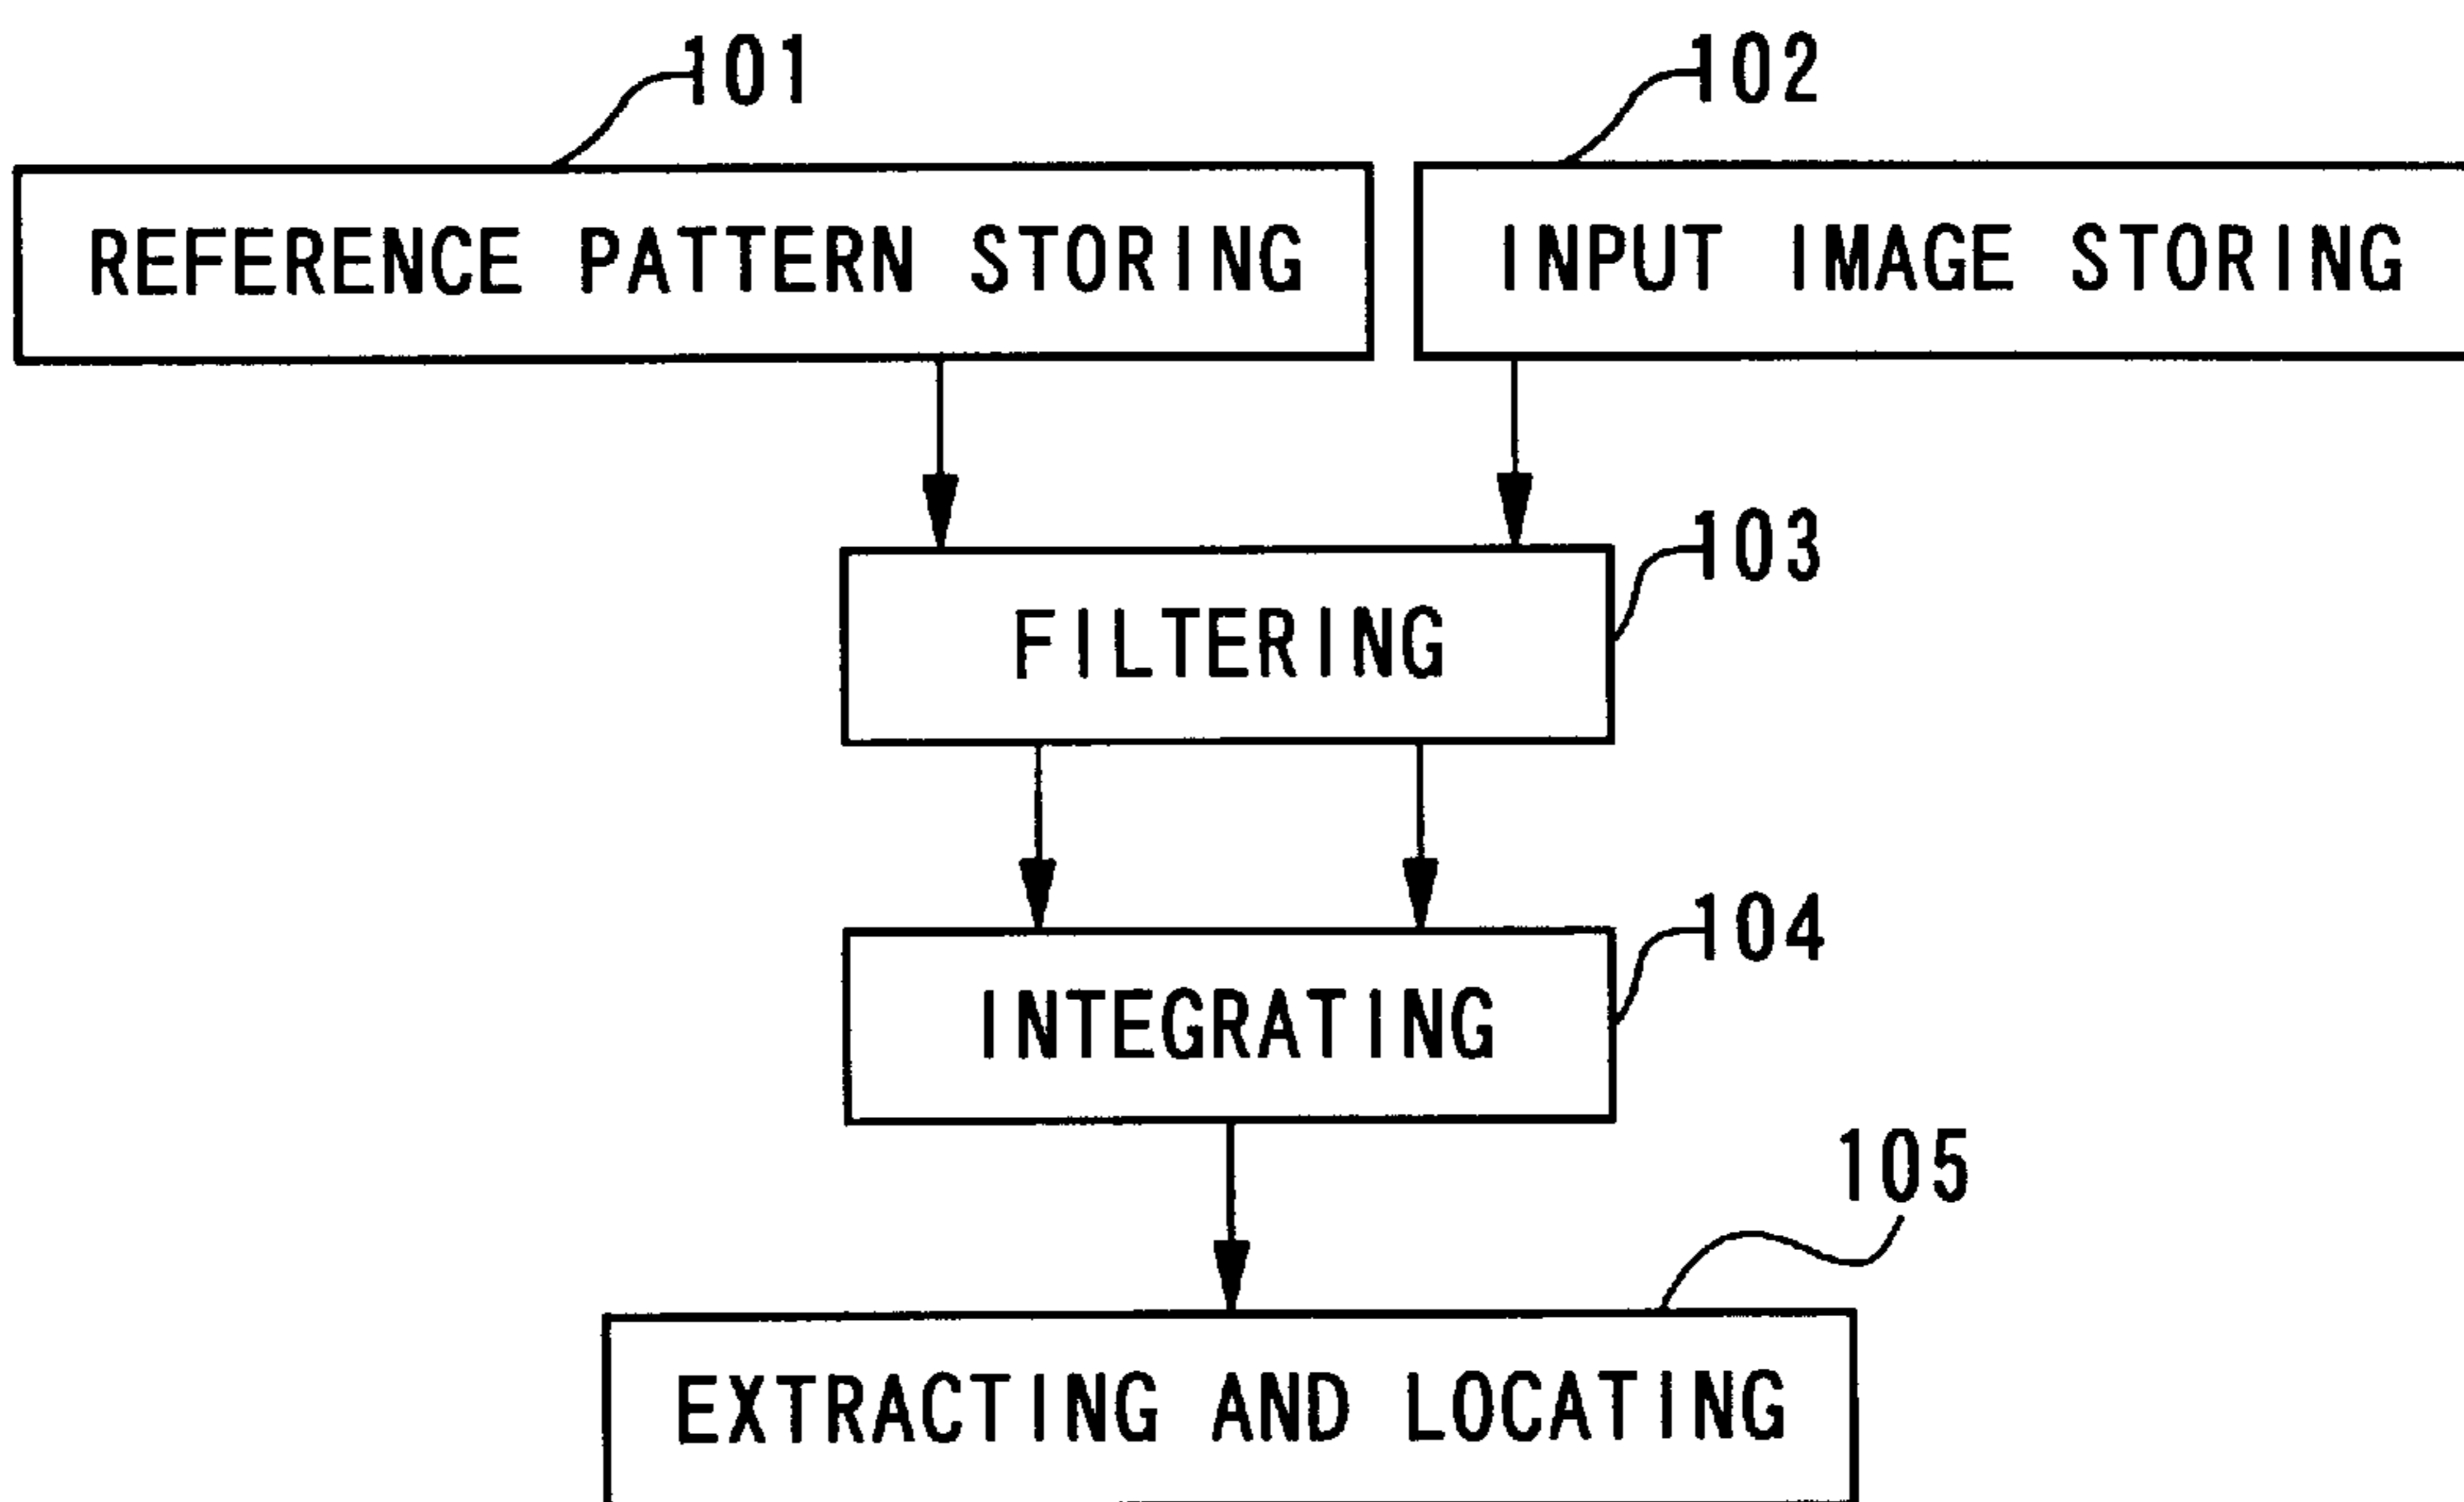 101
102
REFERENCE PATTERN STORING
INPUT IMAGE STORING
103
FILTERING
104
INTEGRATING
105
EXTRACTING AND LOCATING